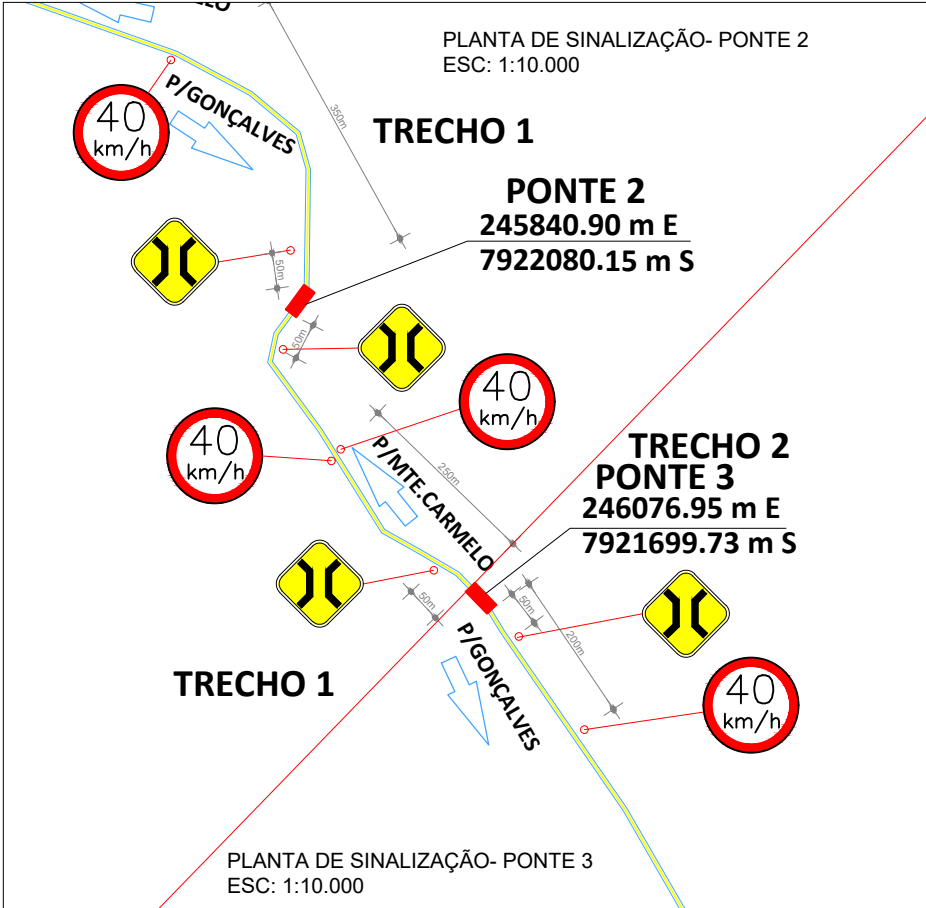 PLANTA DE SINALIZAÇÃO- PONTE 2
ESC: 1:10.000
40
km/h
P/GONÇALVES
350m
TRECHO 1
PONTE 2
245840.90 m E
7922080.15 m S
50m
50m
40
km/h
40
km/h
P/MTE.CARMELO
250m
TRECHO 2
PONTE 3
246076.95 m E
7921699.73 m S
50m
50m
200m
TRECHO 1
P/GONÇALVES
40
km/h
PLANTA DE SINALIZAÇÃO- PONTE 3
ESC: 1:10.000